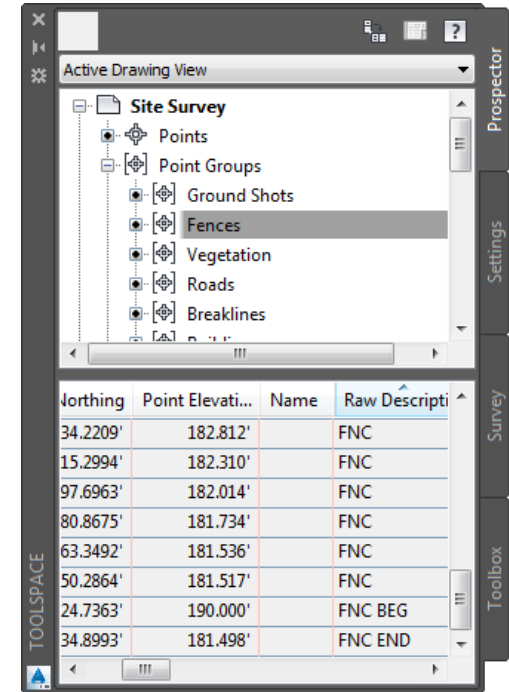 ?
Active Drawing View
Site Survey
Points
Point Groups
Ground Shots
Fences
Vegetation
Roads
Breaklines
Northing Point Elevati... Name Raw Descripti
34.2209' 182.812' FNC
15.2994' 182.310' FNC
97.6963' 182.014' FNC
80.8675' 181.734' FNC
63.3492' 181.536' FNC
50.2864' 181.517' FNC
24.7363' 190.000' FNC BEG
34.8993' 181.498' FNC END
TOOLSPACE
Prospector
Settings
Survey
Toolbox